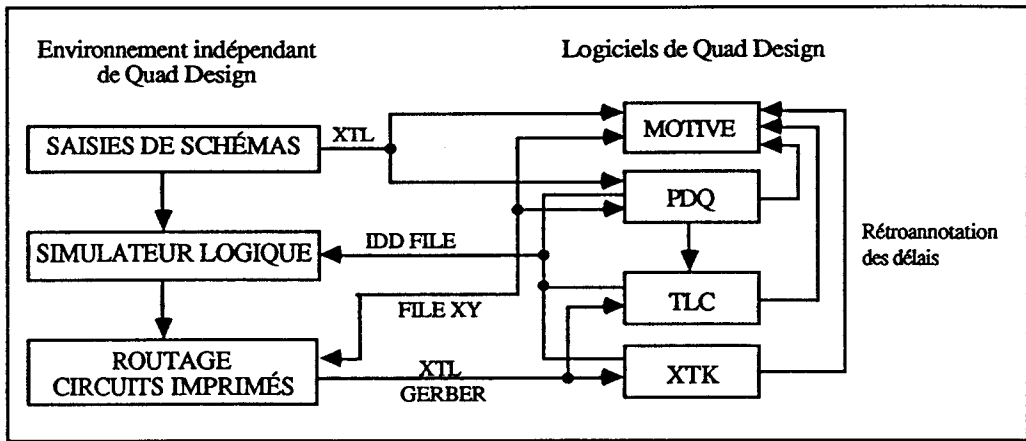 Environnement indépendant
de Quad Design
Logiciels de Quad Design
SAISIES DE SCHÉMAS
XTL
MOTIVE
PDQ
SIMULATEUR LOGIQUE
IDD FILE
Rétroannotation
des délais
TLC
FILE XY
ROUTAGE
CIRCUITS IMPRIMÉS
XTL
GERBER
XTK